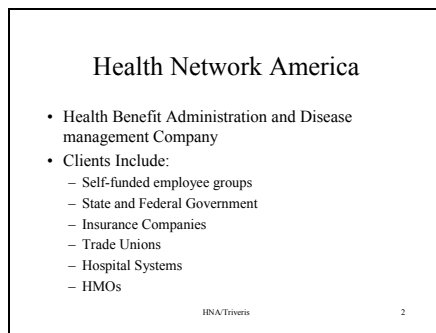 Health Network America
• Health Benefit Administration and Disease
management Company
• Clients Include:
– Self-funded employee groups
– State and Federal Government
– Insurance Companies
– Trade Unions
– Hospital Systems
– HMOs
HNA/Triveris 2